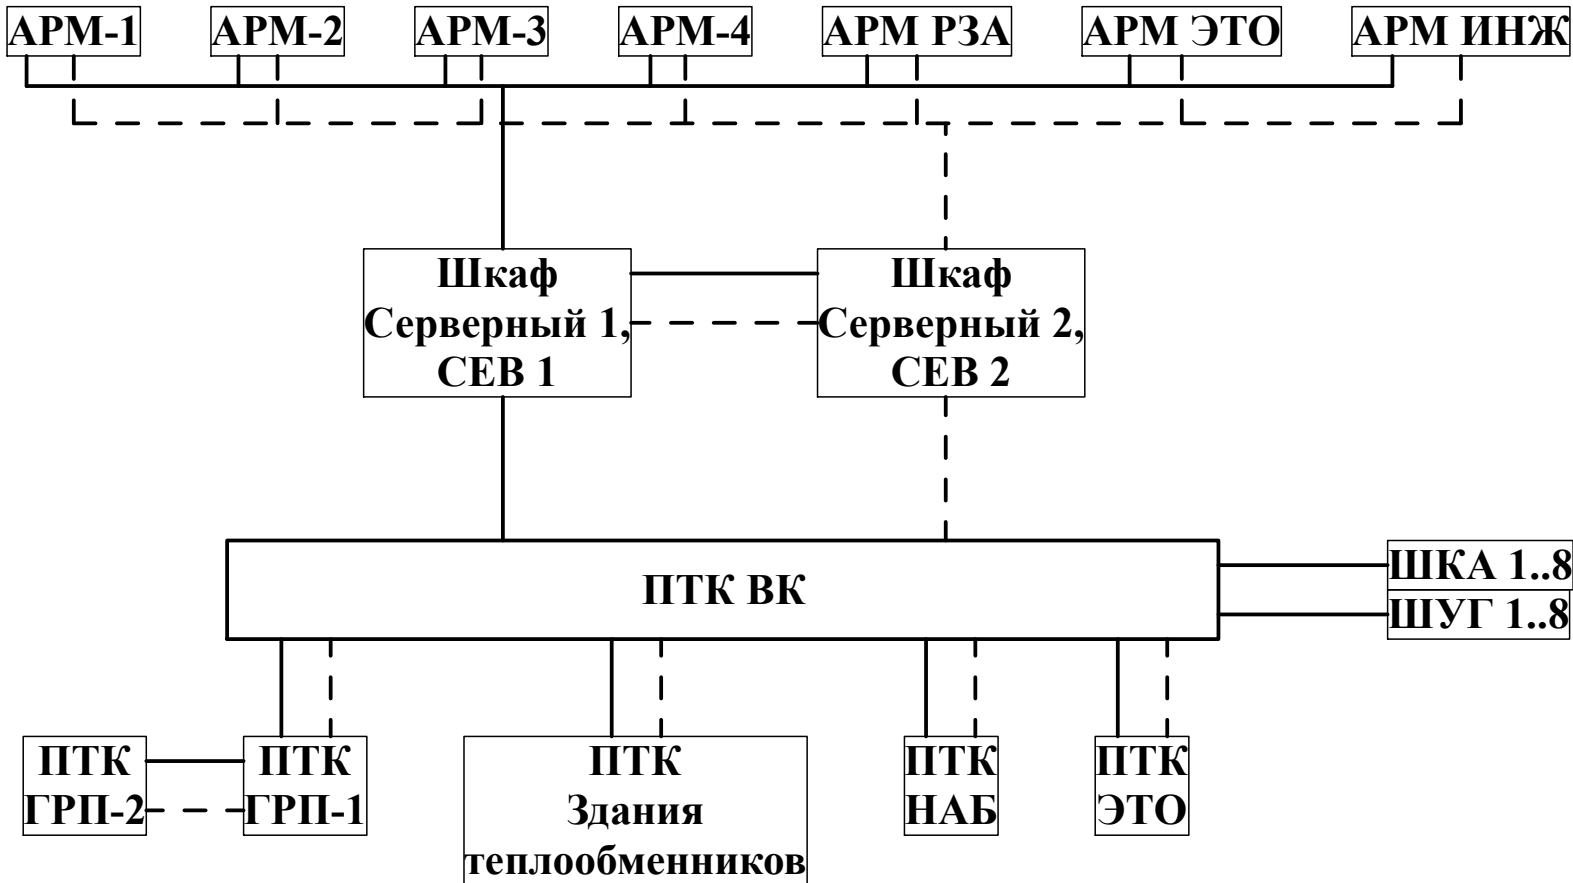 АРМ-1
АРМ-2
АРМ-3
АРМ-4
АРМ РЗА
АРМ ЭТО
АРМ ИНЖ
Шкаф
Серверный 1,
СЕВ 1
Шкаф
Серверный 2,
СЕВ 2
ПТК ВК
ШКА 1..8
ШУГ 1..8
ПТК
ГРП-2
ПТК
ГРП-1
ПТК
Здания
теплообменников
ПТК
НАБ
ПТК
ЭТО